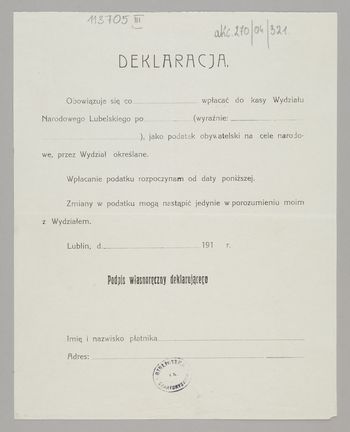 113705 III
akc. 270/04/321
DEKLARACJA.
Obowiązuje się co ........ wpłacać do kasy Wydziału
Narodowego Lubelskiego po ........ (wyraźnie: ........
........), jako podatek obywatelski na cele narodo-
we, przez Wydział określane.
Wpłacanie podatku rozpoczynam od daty poniższej.
Zmiany w podatku mogą nastąpić jedynie w porozumieniu moim
z Wydziałem.
Lublin, d ........ 191 r.
Podpis własnoręczny deklarującego
Imię i nazwisko płatnika ........
Adres: ........